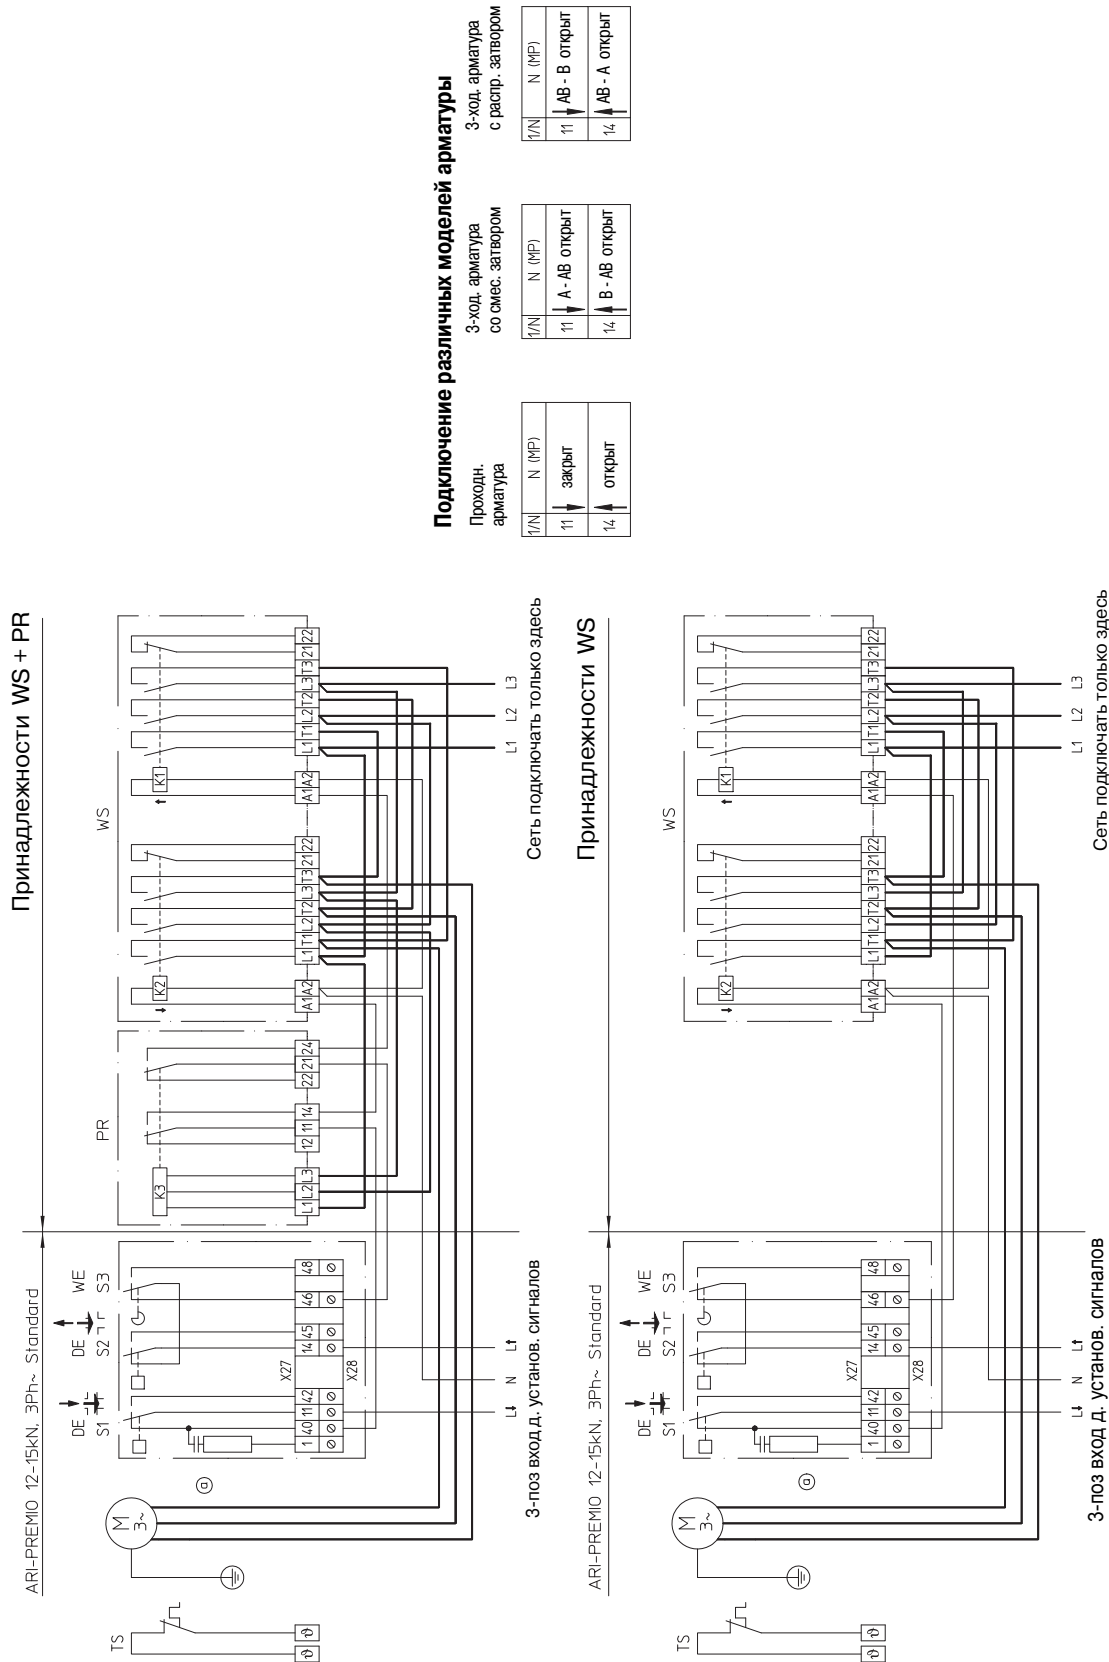 Принадлежности WS + PR
ARI-PREMIO 12-15kN, 3Ph~ Standard
TS
ϑ ϑ
M
3~
a
DE DE WE
S1 S2 S3
X27
1 40 11 42 14 45 46 48
X28
L↓ N L↑
3-поз вход д. установ. сигналов
PR
K3
L1 L2 L3 12 11 14 22 21 24
WS
K2 K1
A1 A2 L1 T1 L2 T2 L3 T3 21 22
A1 A2 L1 T1 L2 T2 L3 T3 21 22
L1 L2 L3
Сеть подключать только здесь
Принадлежности WS
ARI-PREMIO 12-15kN, 3Ph~ Standard
TS
ϑ ϑ
M
3~
a
DE DE WE
S1 S2 S3
X27
1 40 11 42 14 45 46 48
X28
L↓ N L↑
3-поз вход д. установ. сигналов
WS
K2 K1
A1 A2 L1 T1 L2 T2 L3 T3 21 22
A1 A2 L1 T1 L2 T2 L3 T3 21 22
L1 L2 L3
Сеть подключать только здесь
Подключение различных моделей арматуры
Проходн.
арматура
1/N N (MP)
11 закрыт
14 открыт
3-ход. арматура
со смес. затвором
1/N N (MP)
11 A - AB открыт
14 B - AB открыт
3-ход. арматура
с распр. затвором
1/N N (MP)
11 AB - B открыт
14 AB - A открыт